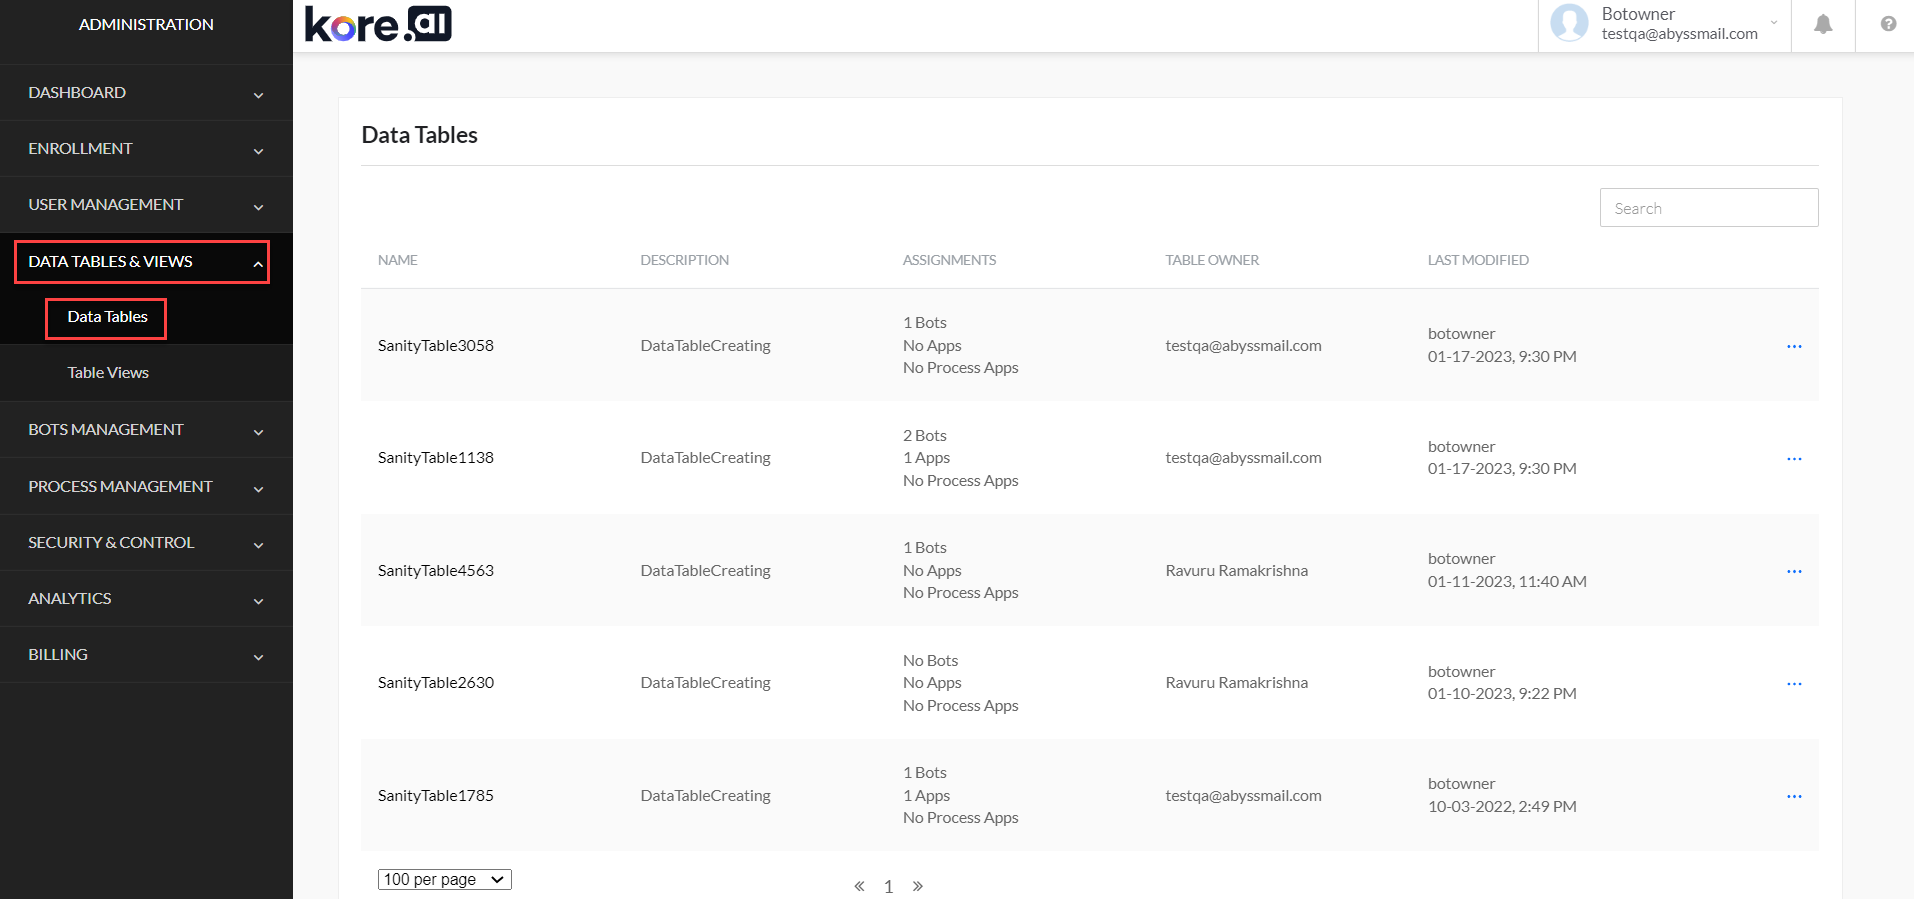 ADMINISTRATION
DASHBOARD
ENROLLMENT
USER MANAGEMENT
DATA TABLES & VIEWS
Data Tables
Table Views
BOTS MANAGEMENT
PROCESS MANAGEMENT
SECURITY & CONTROL
ANALYTICS
BILLING
kore.ai
Botowner
testqa@abyssmail.com
?
Data Tables
Search
NAME DESCRIPTION ASSIGNMENTS TABLE OWNER LAST MODIFIED
SanityTable3058 DataTableCreating
1 Bots
No Apps
No Process Apps
testqa@abyssmail.com
botowner
01-17-2023, 9:30 PM
...
SanityTable1138 DataTableCreating
2 Bots
1 Apps
No Process Apps
testqa@abyssmail.com
botowner
01-17-2023, 9:30 PM
...
SanityTable4563 DataTableCreating
1 Bots
No Apps
No Process Apps
Ravuru Ramakrishna
botowner
01-11-2023, 11:40 AM
...
SanityTable2630 DataTableCreating
No Bots
No Apps
No Process Apps
Ravuru Ramakrishna
botowner
01-10-2023, 9:22 PM
...
SanityTable1785 DataTableCreating
1 Bots
1 Apps
No Process Apps
testqa@abyssmail.com
botowner
10-03-2022, 2:49 PM
...
100 per page
« 1 »